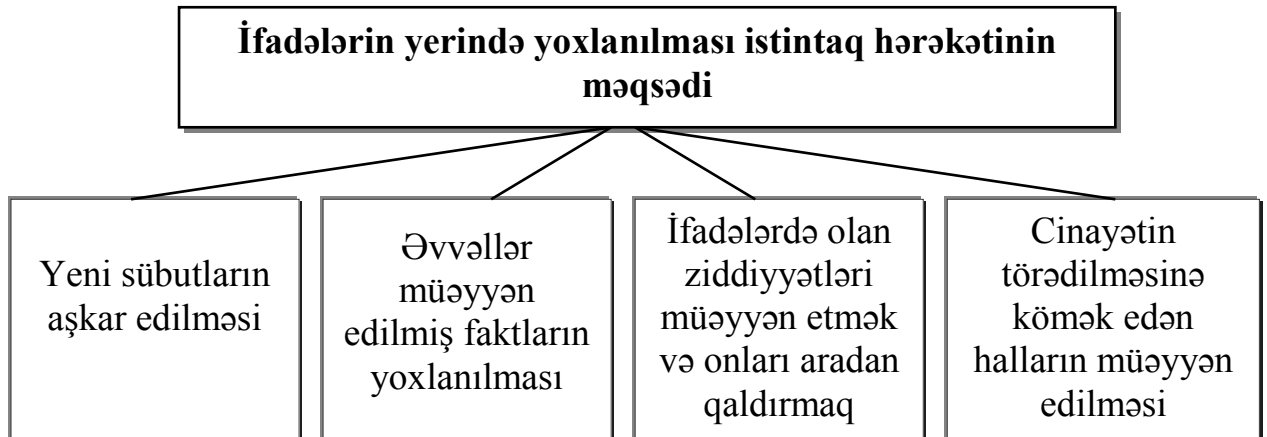 İfadələrin yerində yoxlanılması istintaq hərəkətinin
məqsədi
Yeni sübutların
aşkar edilməsi
Əvvəllər
müəyyən
edilmiş faktların
yoxlanılması
İfadələrdə olan
ziddiyyətləri
müəyyən etmək
və onları aradan
qaldırmaq
Cinayətin
törədilməsinə
kömək edən
halların müəyyən
edilməsi